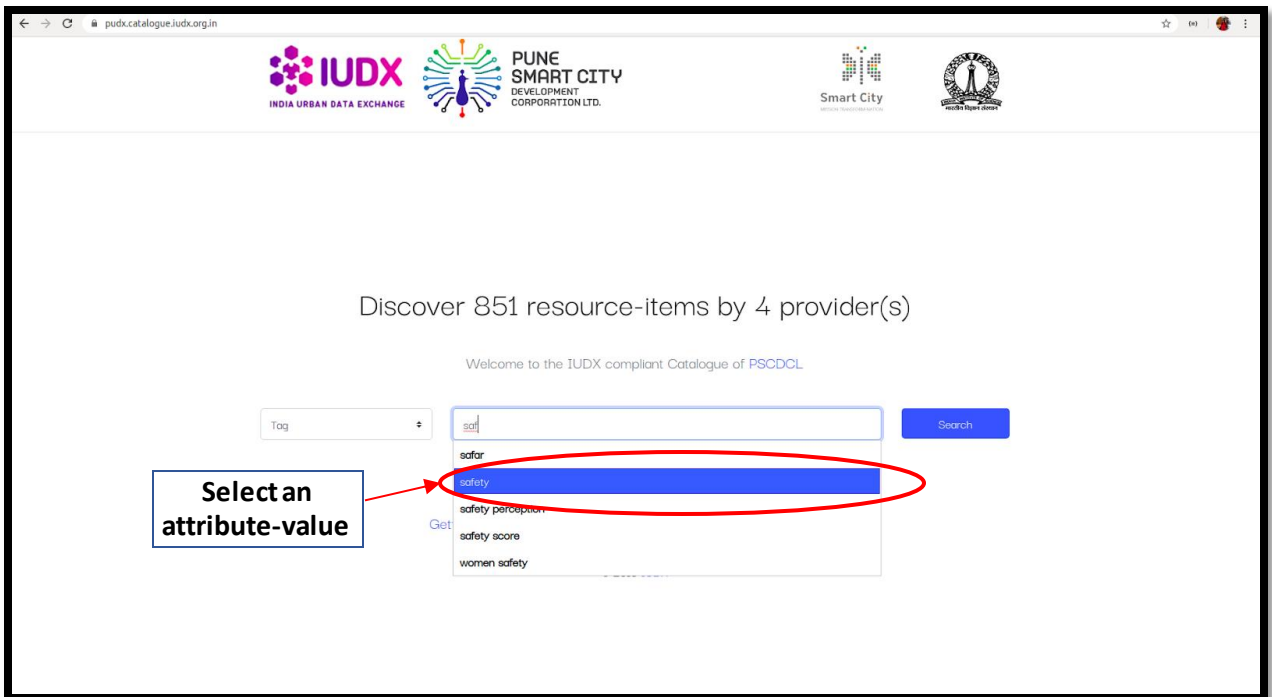 pudx.catalogue.iudx.org.in
IUDX
INDIA URBAN DATA EXCHANGE
PUNE
SMART CITY
DEVELOPMENT
CORPORATION LTD.
Smart City
Discover 851 resource-items by 4 provider(s)
Welcome to the IUDX compliant Catalogue of PSCDCL
Tag
saf
Search
safar
safety
safety perception
safety score
women safety
Select an
attribute-value
Get